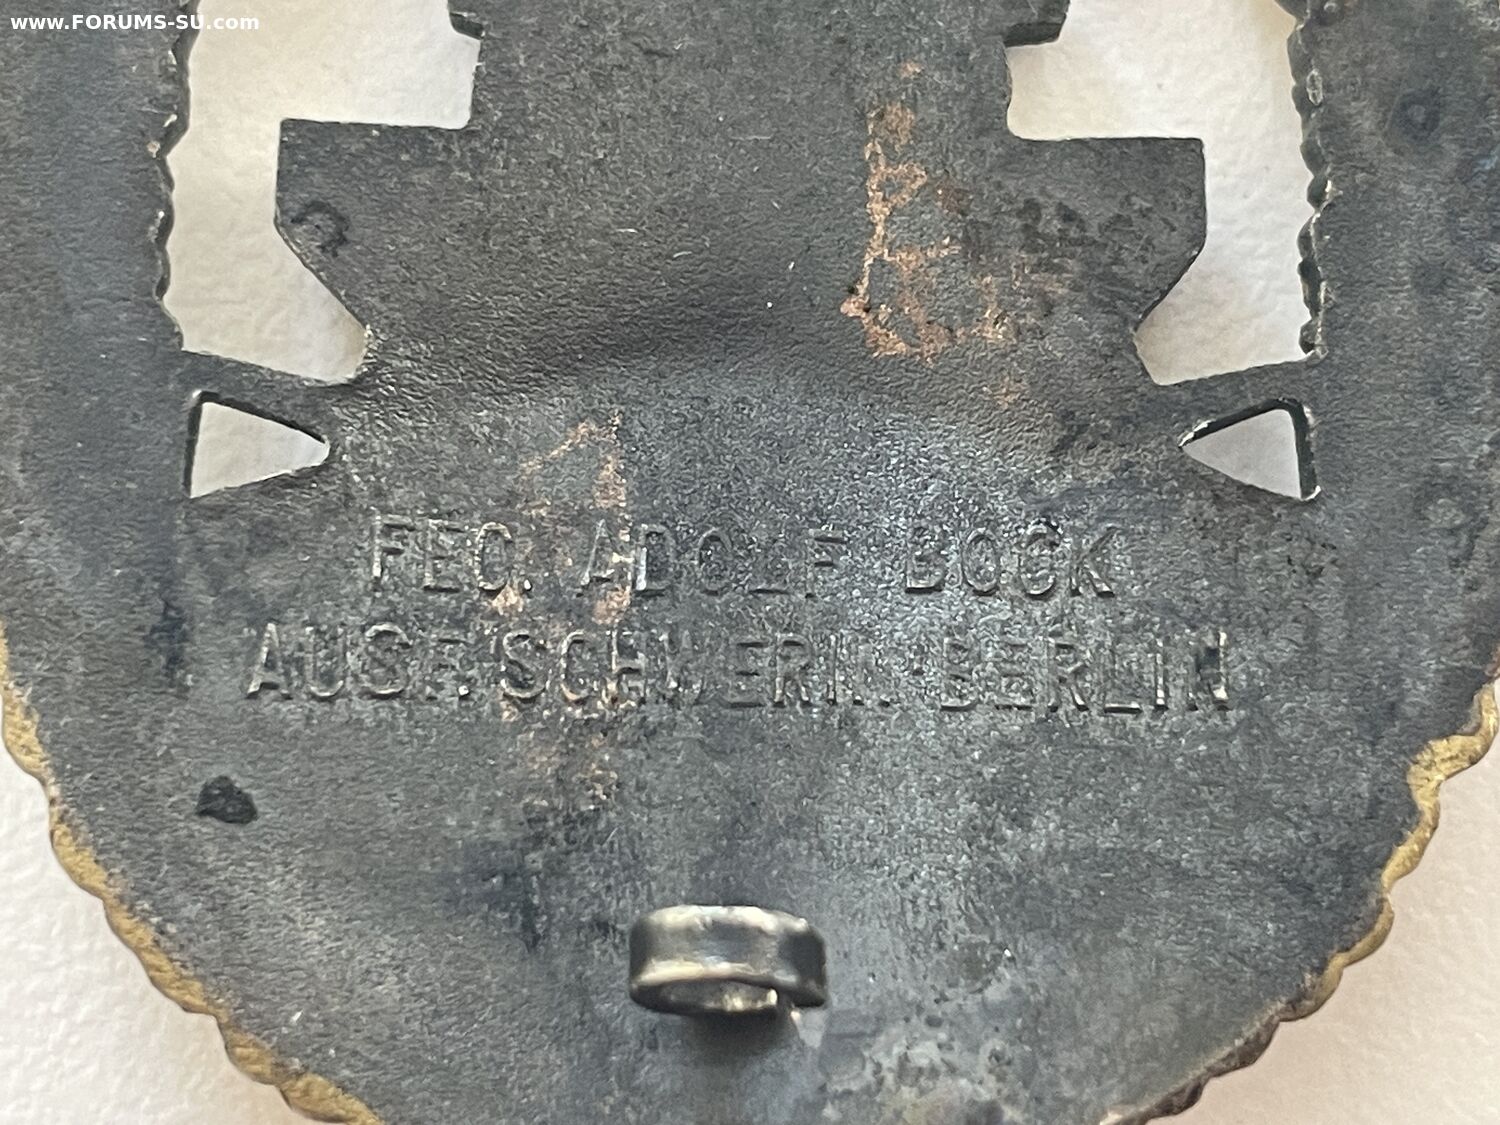 www.FORUMS-SU.com
FEC. ADOLF BOCK
AUSF. SCHWERIN. BERLIN